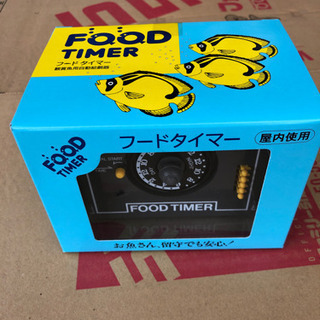 FOOD
TIMER
フード タイマー
観賞魚用自動給餌器
FOOD
TIMER
フードタイマー
屋内使用
FOOD TIMER
お魚さん、留守でも安心!